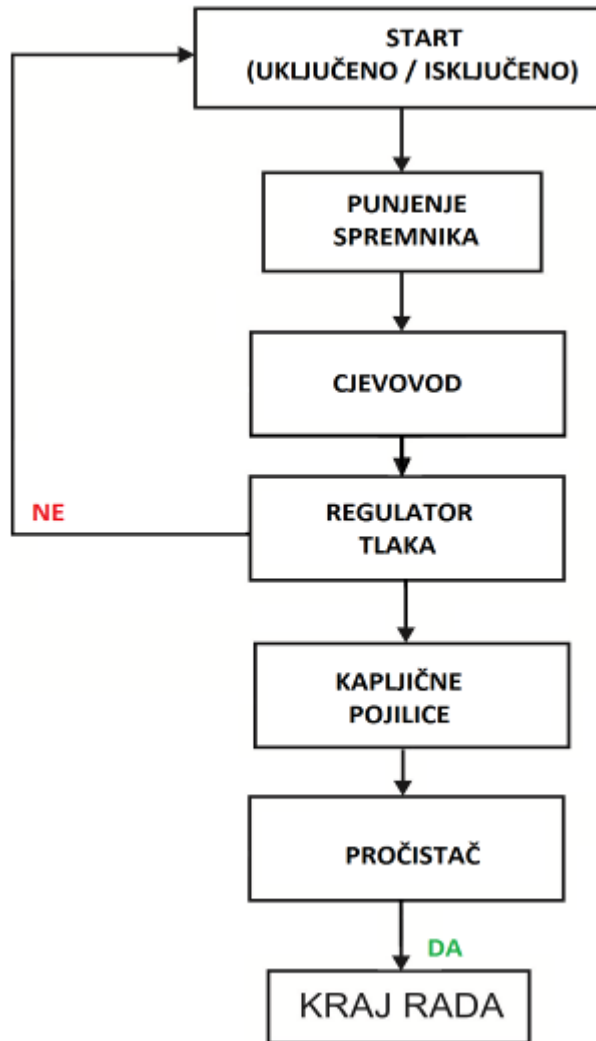 START
(UKLJUČENO / ISKLJUČENO)
PUNJENJE
SPREMNIKA
CJEVOVOD
NE
REGULATOR
TLAKA
KAPLJIČNE
POJILICE
PROČISTAČ
DA
KRAJ RADA